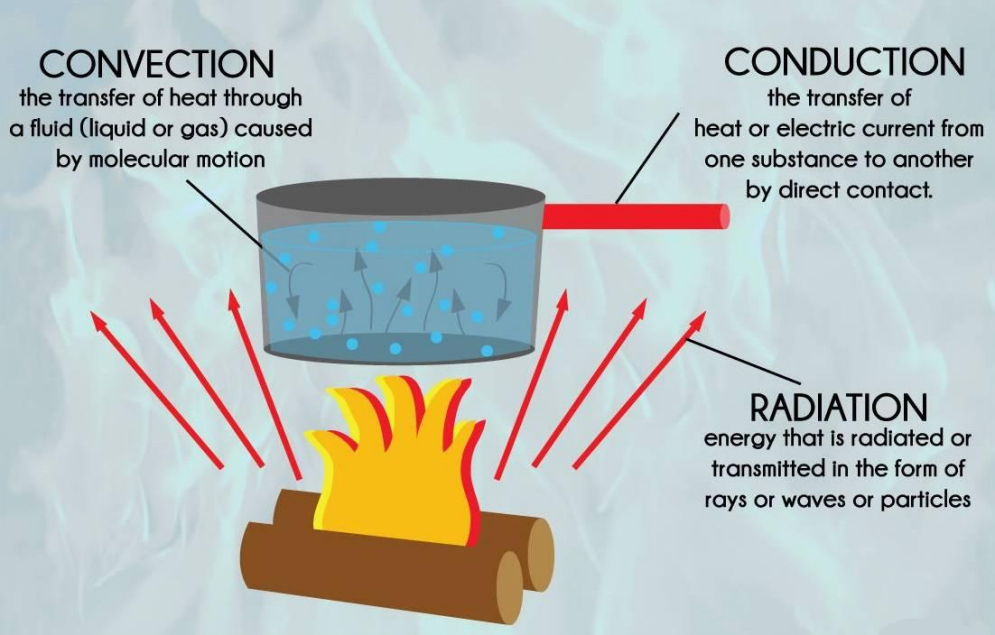 CONVECTION
the transfer of heat through
a fluid (liquid or gas) caused
by molecular motion
CONDUCTION
the transfer of
heat or electric current from
one substance to another
by direct contact.
RADIATION
energy that is radiated or
transmitted in the form of
rays or waves or particles